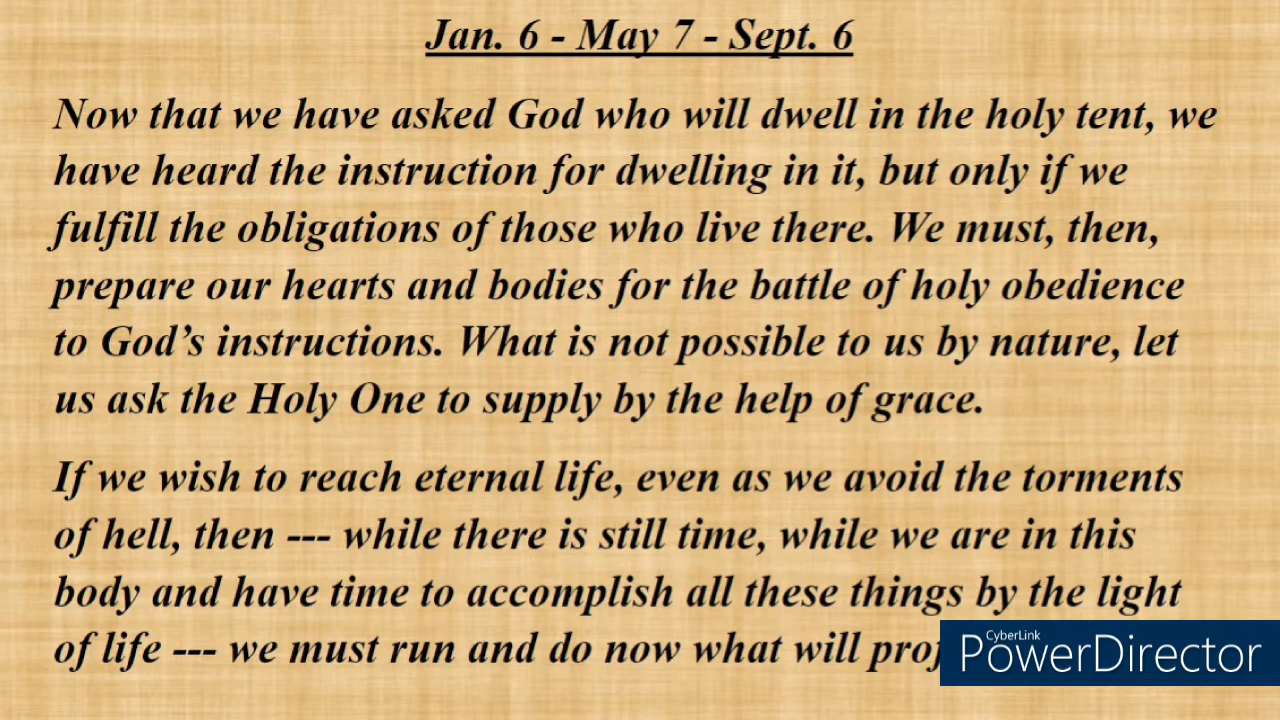 Jan. 6 - May 7 - Sept. 6
Now that we have asked God who will dwell in the holy tent, we
have heard the instruction for dwelling in it, but only if we
fulfill the obligations of those who live there. We must, then,
prepare our hearts and bodies for the battle of holy obedience
to God’s instructions. What is not possible to us by nature, let
us ask the Holy One to supply by the help of grace.
If we wish to reach eternal life, even as we avoid the torments
of hell, then --- while there is still time, while we are in this
body and have time to accomplish all these things by the light
of life --- we must run and do now what will
CyberLink
PowerDirector